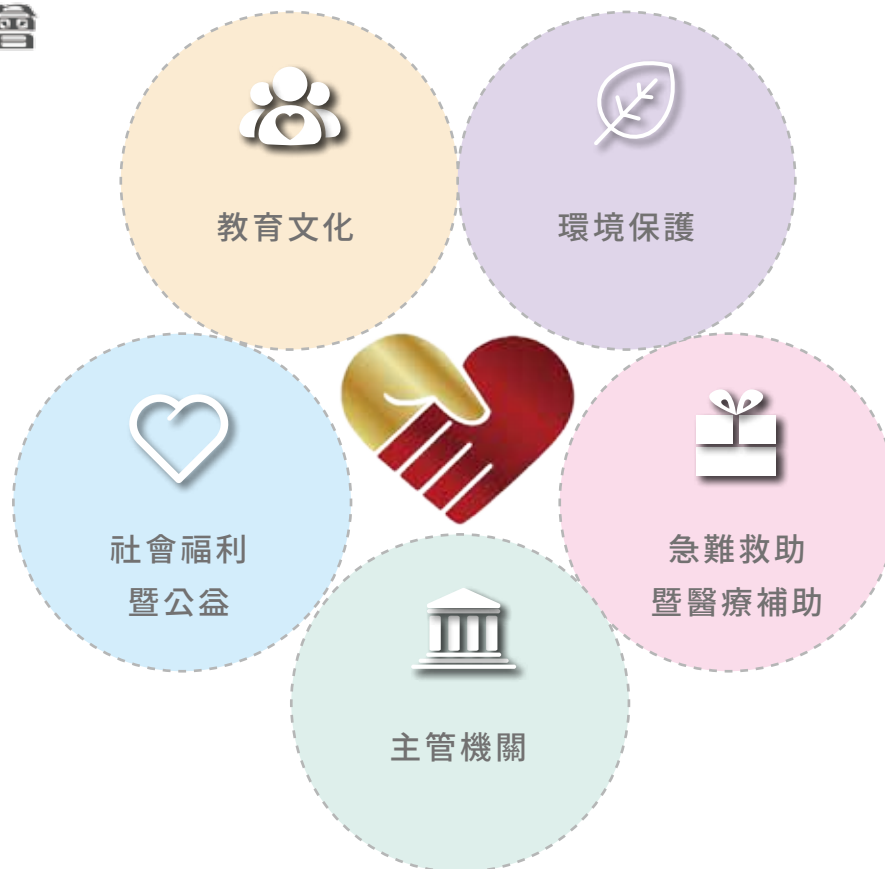 會
教育文化
環境保護
社會福利
暨公益
急難救助
暨醫療補助
主管機關